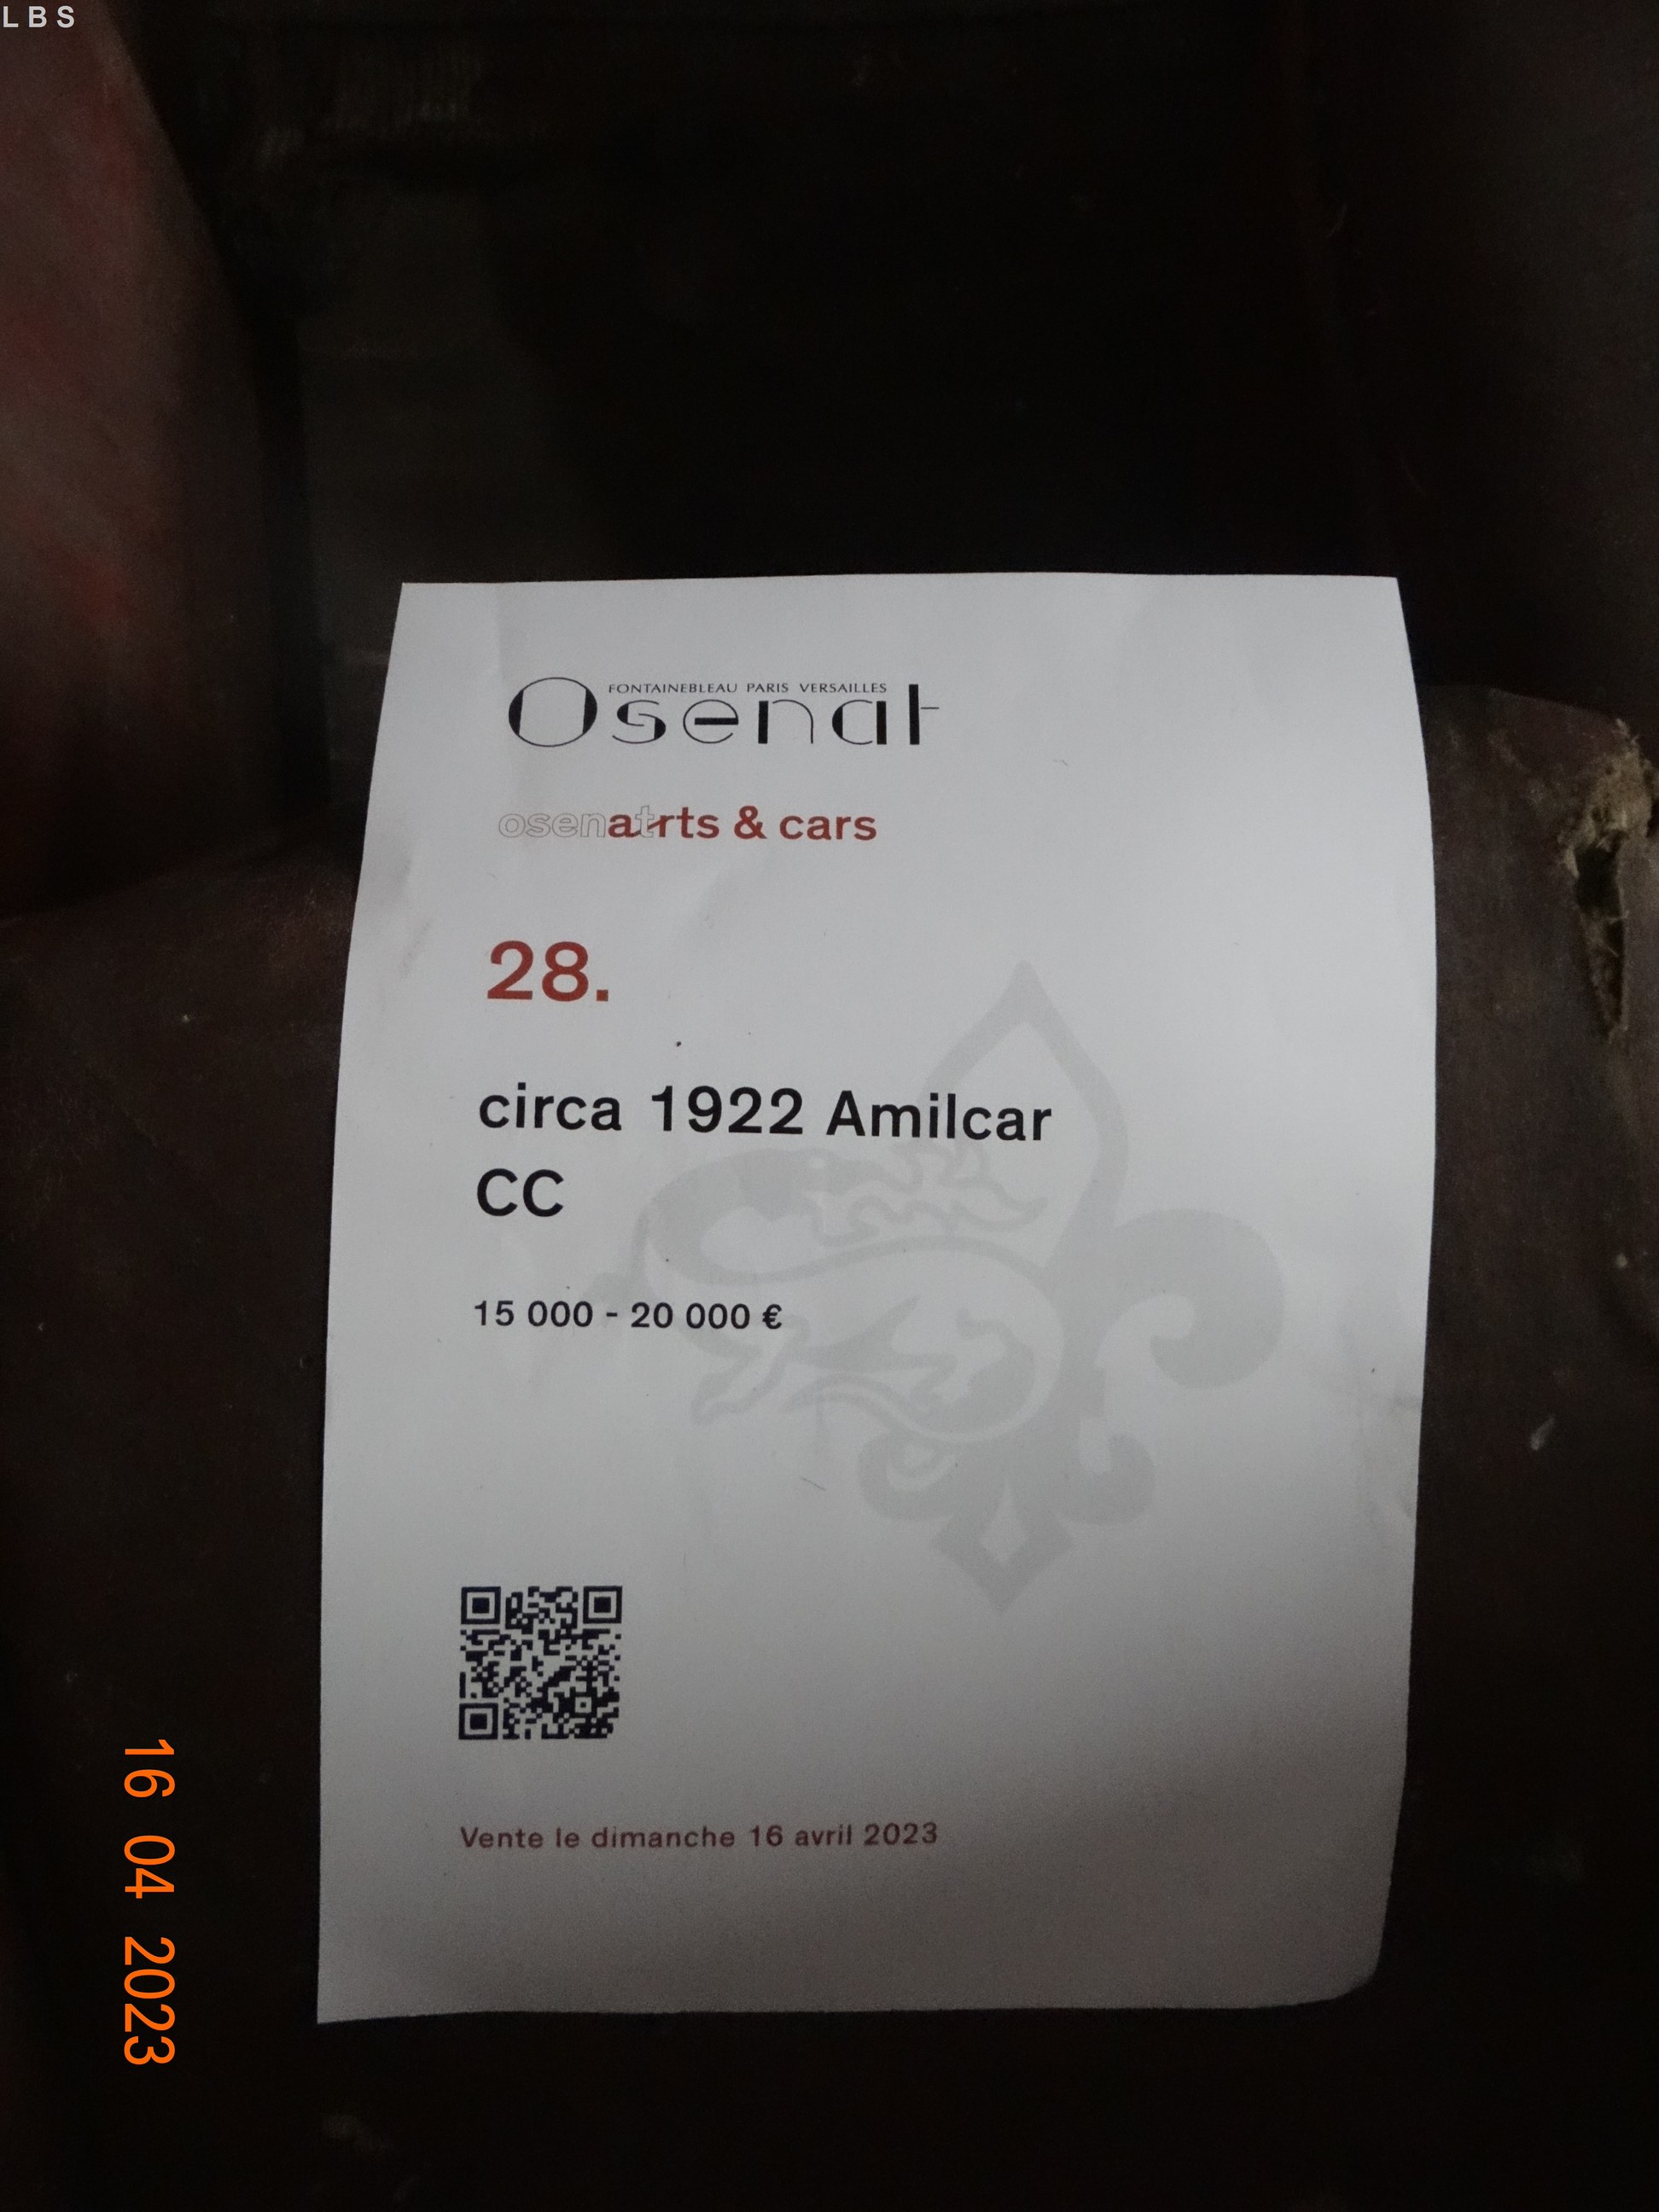 LBS
FONTAINEBLEAU PARIS VERSAILLES
Osenat
osenatrts & cars
28.
circa 1922 Amilcar
CC
15 000 - 20 000 €
Vente le dimanche 16 avril 2023
16 04 2023